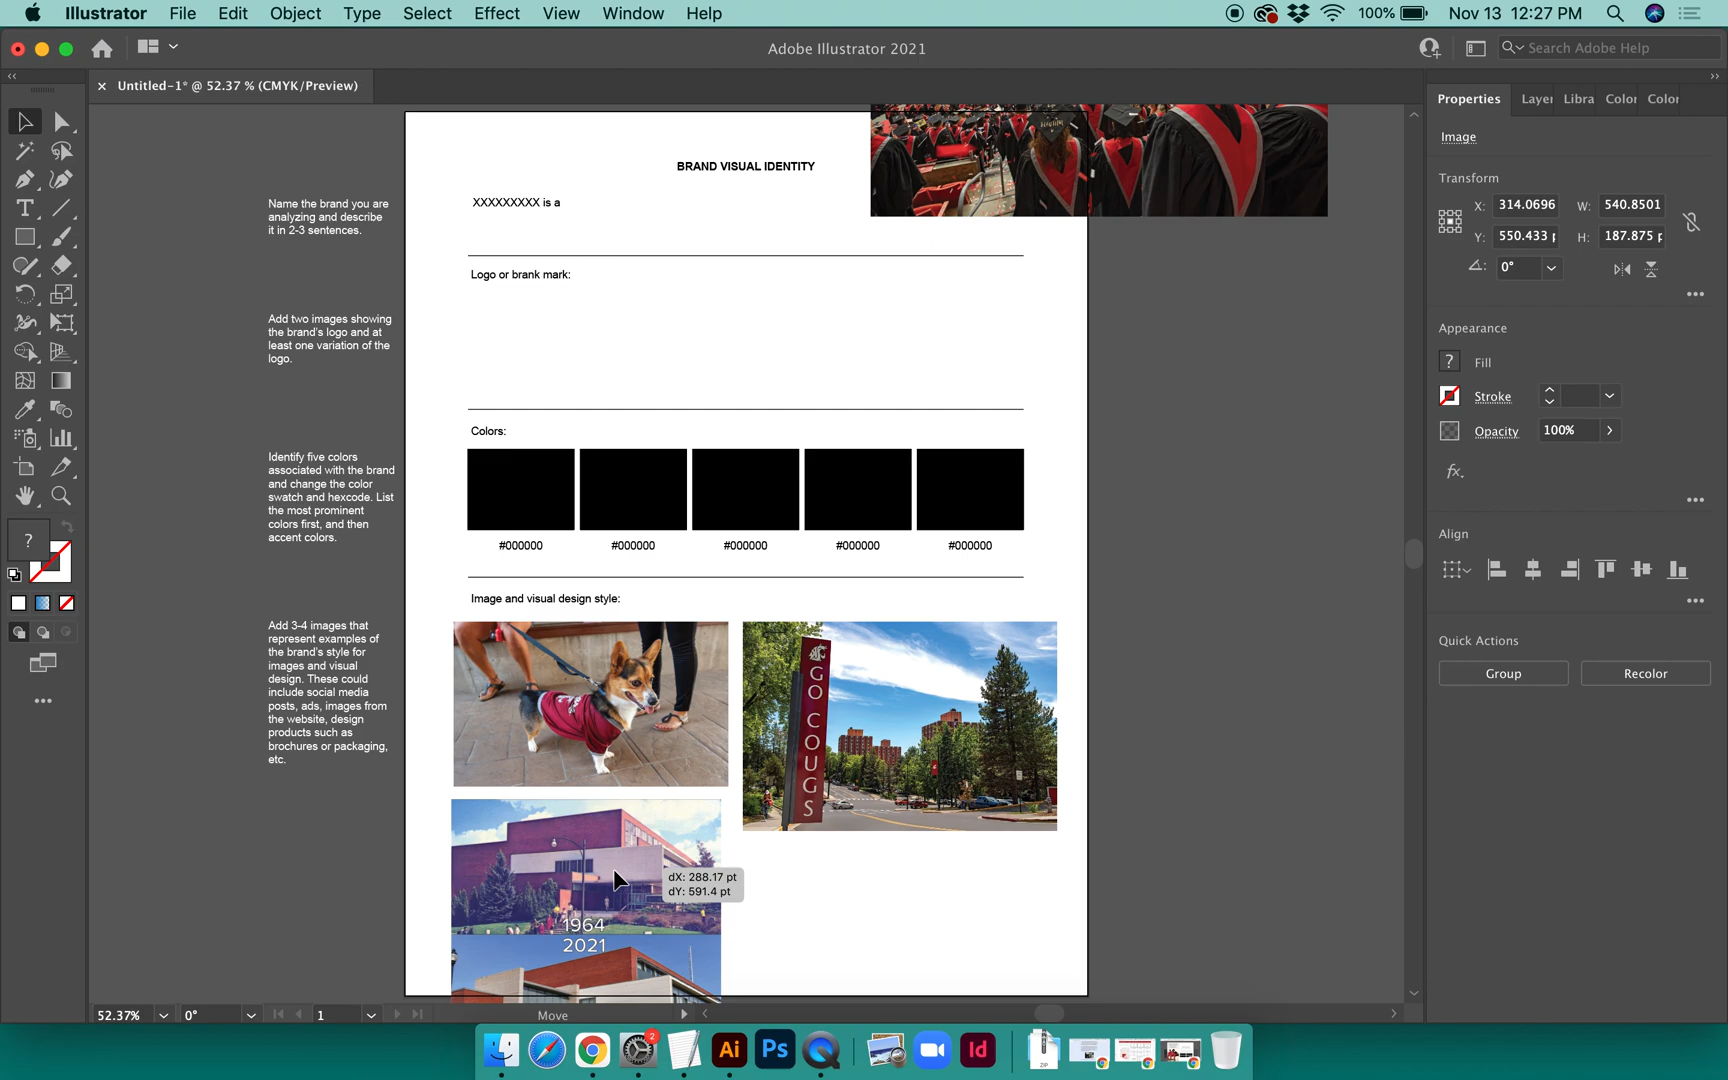 Illustrator File Edit Object Type Select Effect View Window Help
100% Nov 13 12:27 PM
Adobe Illustrator 2021
Search Adobe Help
Untitled-1* @ 52.37 % (CMYK/Preview)
Properties Layer Libra Color Color
Image
Transform
X: 314.0696 W: 540.8501
Y: 550.433 p H: 187.875 p
0°
Appearance
? Fill
Stroke
Opacity 100%
fx.
Align
Quick Actions
Group Recolor
T
?
BRAND VISUAL IDENTITY
Name the brand you are
analyzing and describe
it in 2-3 sentences.
XXXXXXXXX is a
Logo or brank mark:
Add two images showing
the brand's logo and at
least one variation of the
logo.
Colors:
Identify five colors
associated with the brand
and change the color
swatch and hexcode. List
the most prominent
colors first, and then
accent colors.
#000000 #000000 #000000 #000000 #000000
Image and visual design style:
Add 3-4 images that
represent examples of
the brand's style for
images and visual
design. These could
include social media
posts, ads, images from
the website, design
products such as
brochures or packaging,
etc.
GO COUGS
dX: 288.17 pt
dY: 591.4 pt
1964
2021
52.37% 0° 1 Move
2
Ai
Ps
Id
ZIP